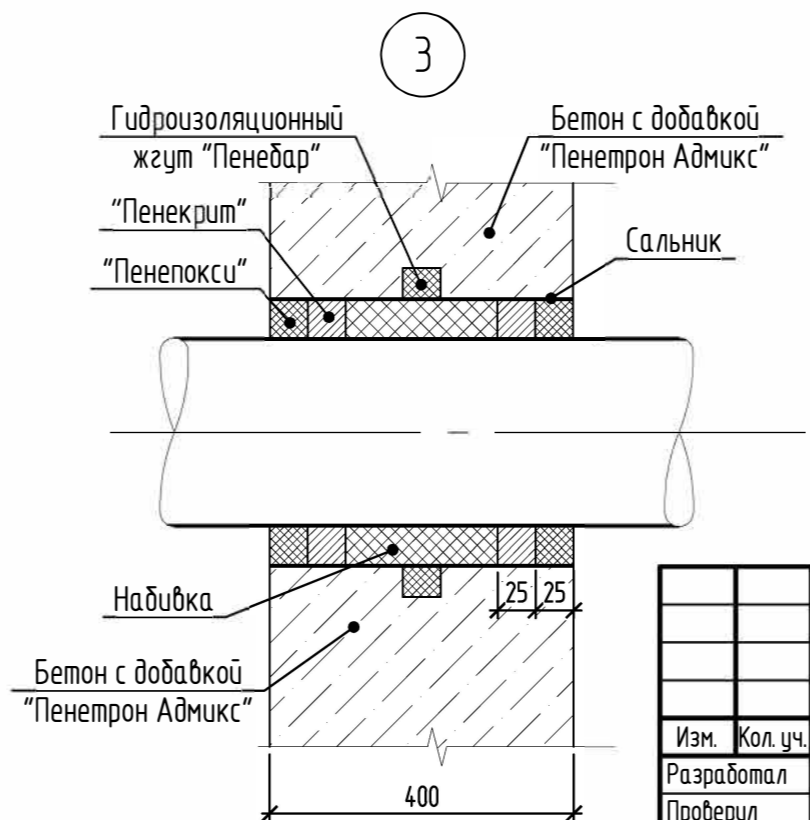 3
Гидроизоляционный
жгут "Пенебар"
Бетон с добавкой
"Пенетрон Адмикс"
"Пенекрит"
Сальник
"Пенепокси"
Набивка
25 25
Бетон с добавкой
"Пенетрон Адмикс"
400
Изм. Кол. уч.
Разработал
Проверил